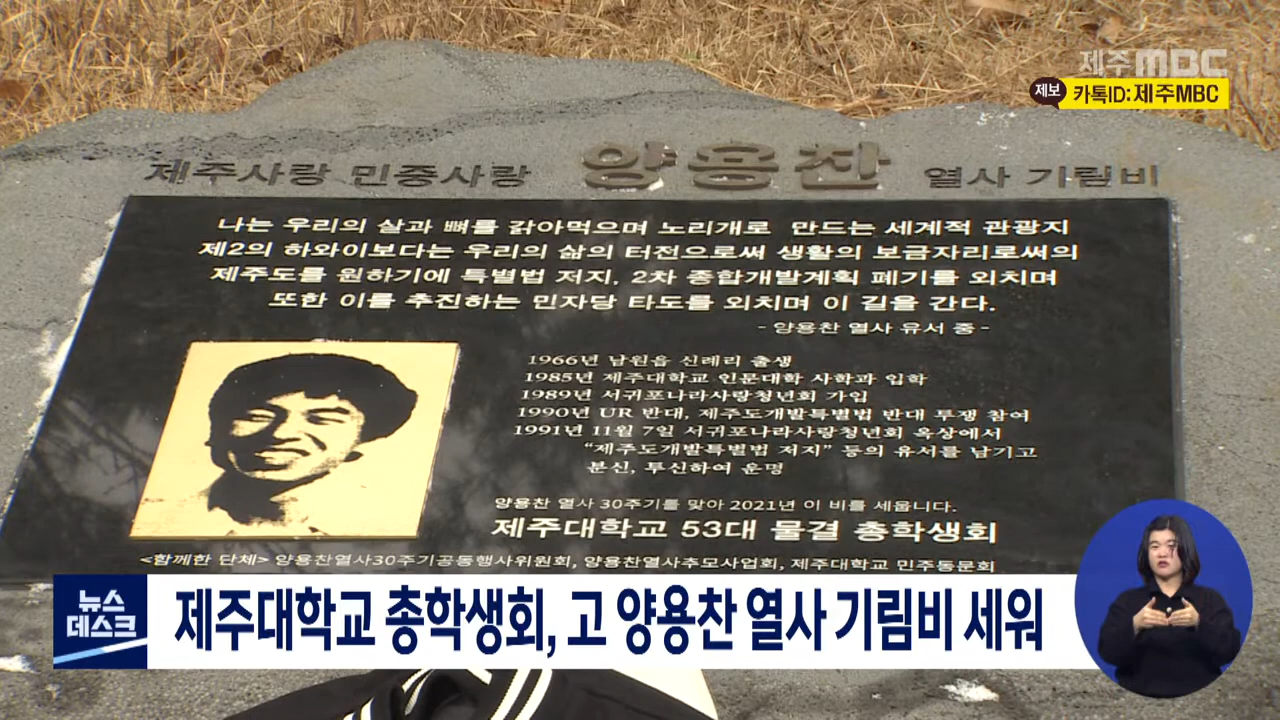 제주MBC
제보 카톡ID:제주MBC
제주사랑 민중사랑 양용찬 열사 기림비
나는 우리의 살과 뼈를 갉아먹으며 노리개로 만드는 세계적 관광지
제2의 하와이보다는 우리의 삶의 터전으로써 생활의 보금자리로써의
제주도를 원하기에 특별법 저지, 2차 종합개발계획 폐기를 외치며
또한 이를 추진하는 민자당 타도를 외치며 이 길을 간다.
- 양용찬 열사 유서 중 -
1966년 남원읍 신례리 출생
1985년 제주대학교 인문대학 사학과 입학
1989년 서귀포나라사랑청년회 가입
1990년 UR 반대, 제주도개발특별법 반대 투쟁 참여
1991년 11월 7일 서귀포나라사랑청년회 옥상에서
“제주도개발특별법 저지” 등의 유서를 남기고
분신, 투신하여 운명
양용찬 열사 30주기를 맞아 2021년 이 비를 세웁니다.
제주대학교 53대 물결 총학생회
<함께한 단체> 양용찬열사30주기공동행사위원회, 양용찬열사추모사업회, 제주대학교 민주동문회
뉴스
데스크
제주대학교 총학생회, 고 양용찬 열사 기림비 세워